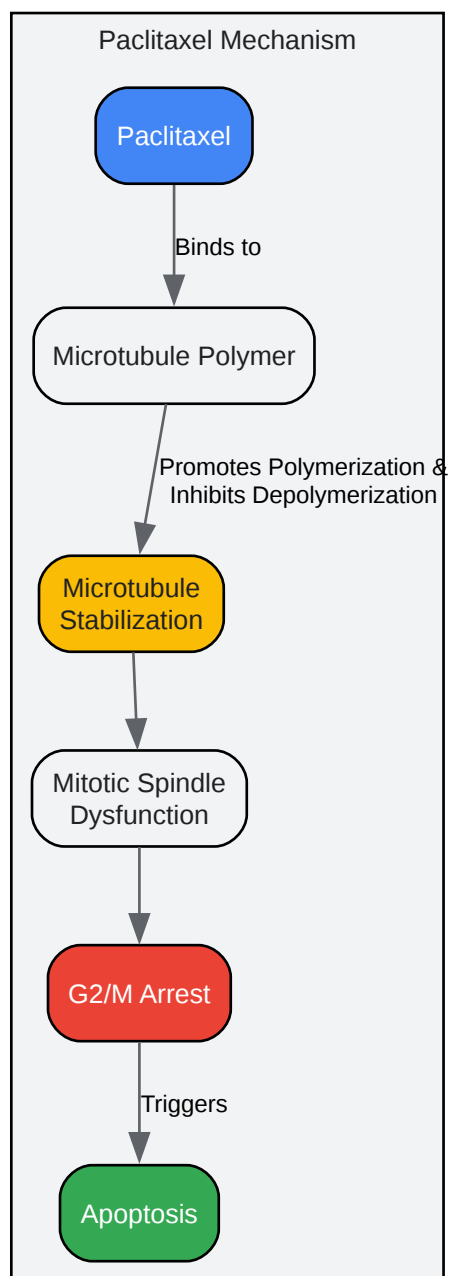 Paclitaxel Mechanism
Paclitaxel
Binds to
Microtubule Polymer
Promotes Polymerization &
Inhibits Depolymerization
Microtubule
Stabilization
Mitotic Spindle
Dysfunction
G2/M Arrest
Triggers
Apoptosis